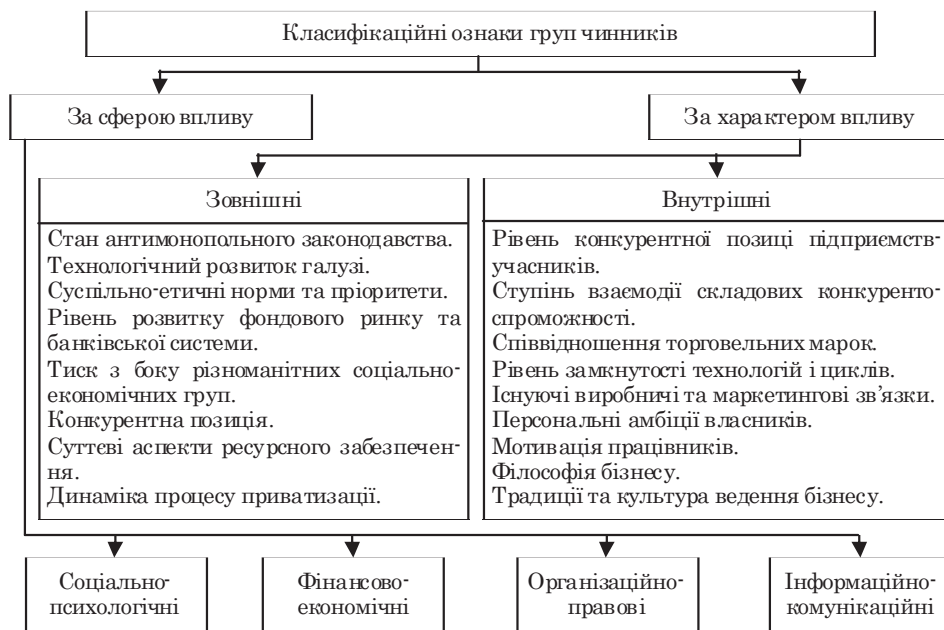 Класифікаційні ознаки груп чинників
За сферою впливу
За характером впливу
Зовнішні
Стан антимонопольного законодавства.
Технологічний розвиток галузі.
Суспільно-етичні норми та пріоритети.
Рівень розвитку фондового ринку та
банківської системи.
Тиск з боку різноманітних соціально-
економічних груп.
Конкурентна позиція.
Суттєві аспекти ресурсного забезпечен-
ня.
Динаміка процесу приватизації.
Внутрішні
Рівень конкурентної позиці підприємств-
учасників.
Ступінь взаємодії складових конкуренто-
спроможності.
Співвідношення торговельних марок.
Рівень замкнутості технологій і циклів.
Існуючі виробничі та маркетингові зв'язки.
Персональні амбіції власників.
Мотивація працівників.
Філософія бізнесу.
Традиції та культура ведення бізнесу.
Соціально-
психологічні
Фінансово-
економічні
Організаційно-
правові
Інформаційно-
комунікаційні